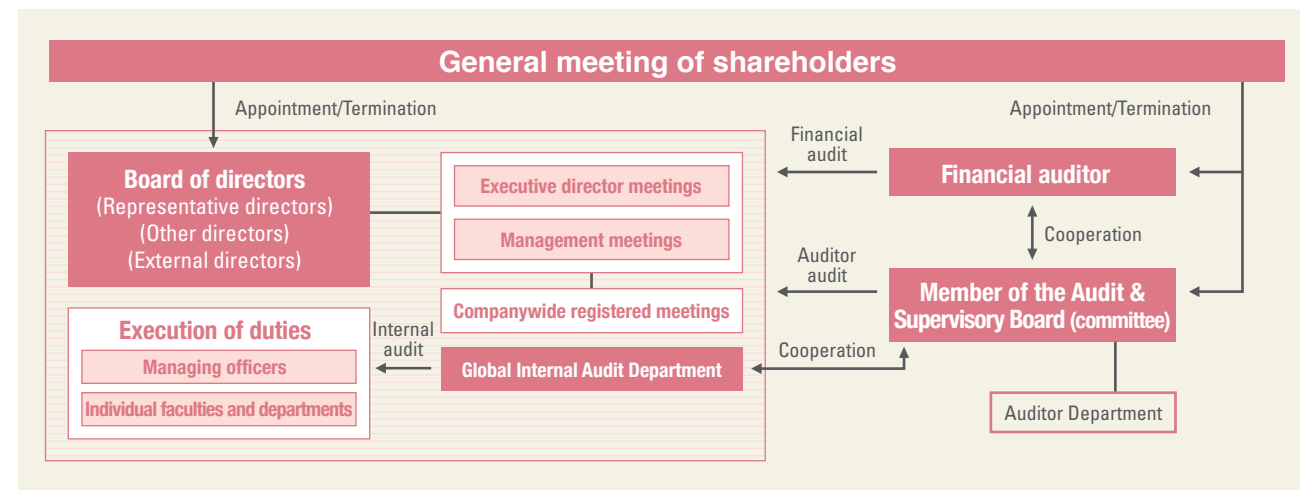 General meeting of shareholders
Appointment/Termination
Appointment/Termination
Board of directors
(Representative directors)
(Other directors)
(External directors)
Executive director meetings
Management meetings
Companywide registered meetings
Financial
audit
Financial auditor
Cooperation
Auditor
audit
Member of the Audit &
Supervisory Board (committee)
Execution of duties
Managing officers
Individual faculties and departments
Internal
audit
Global Internal Audit Department
Cooperation
Auditor Department